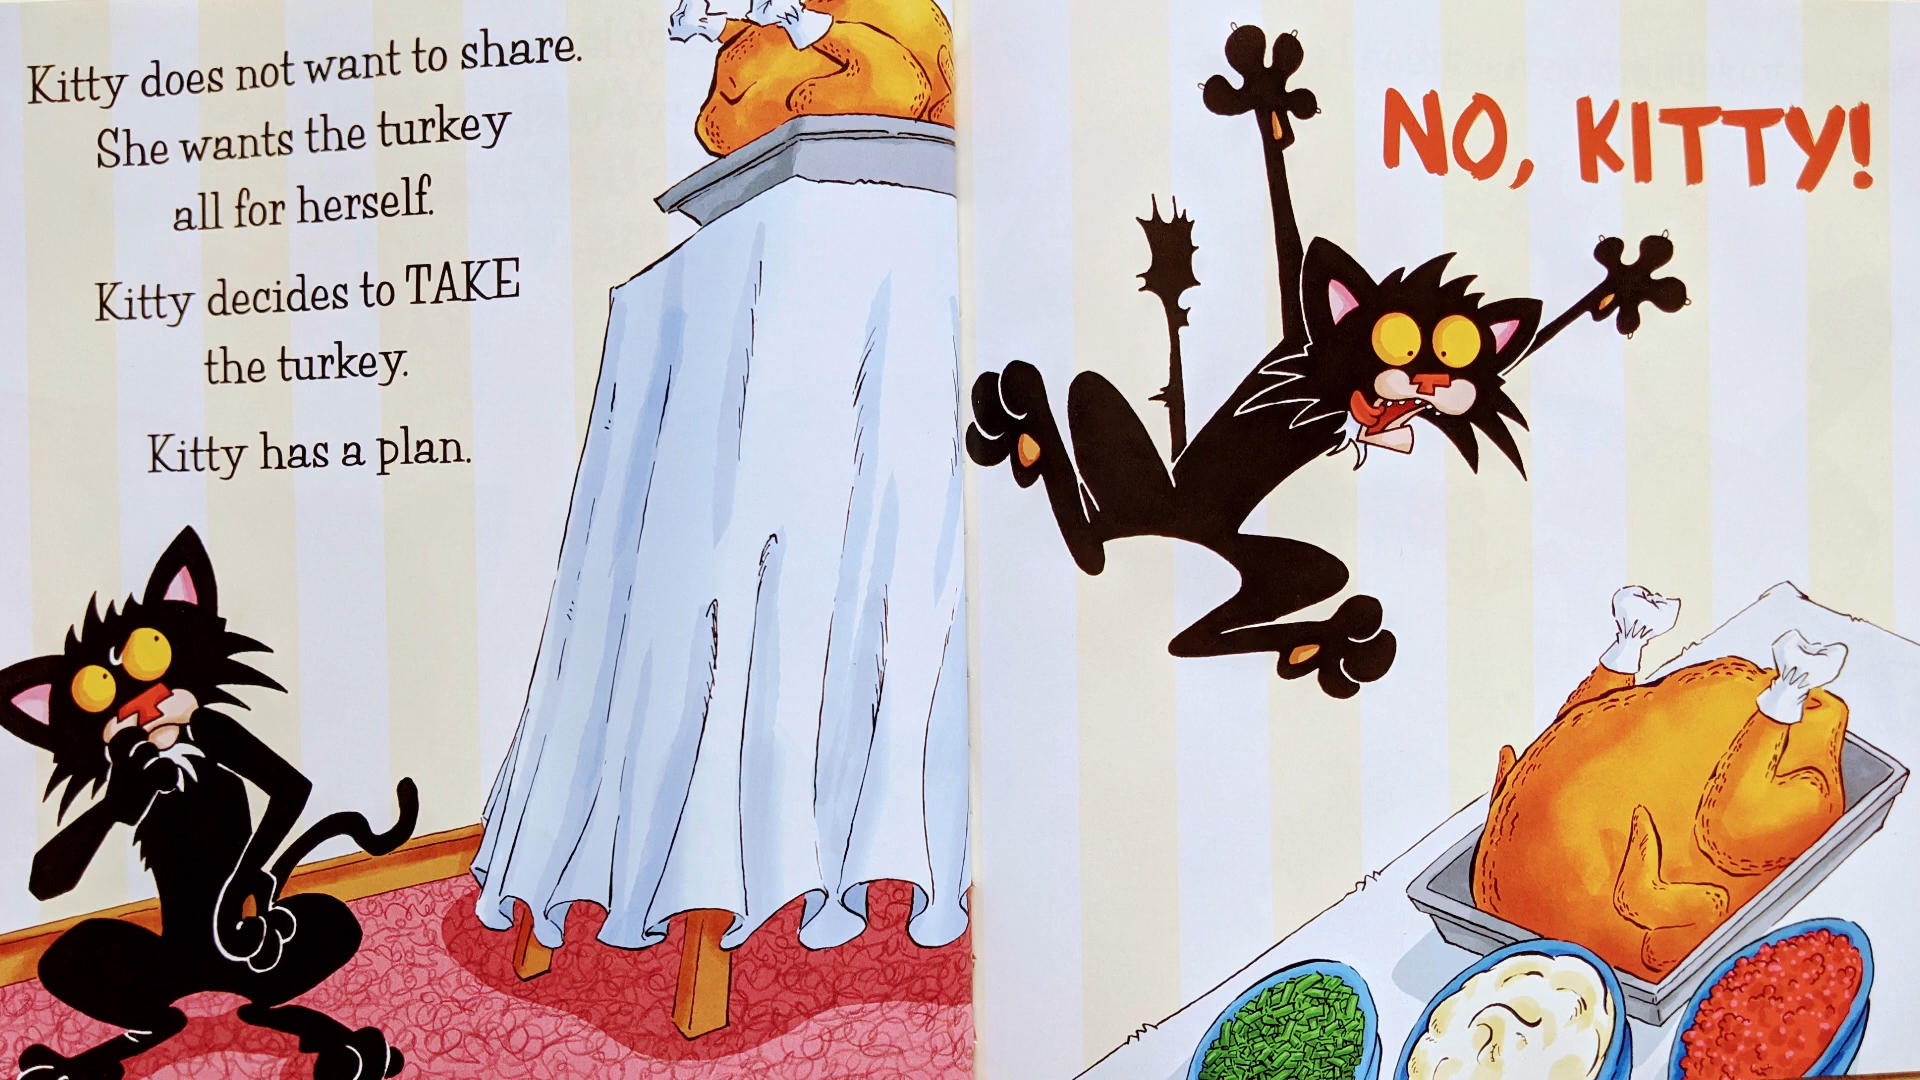 Kitty does not want to share.
She wants the turkey
all for herself.
Kitty decides to TAKE
the turkey.
Kitty has a plan.
NO, KITTY!